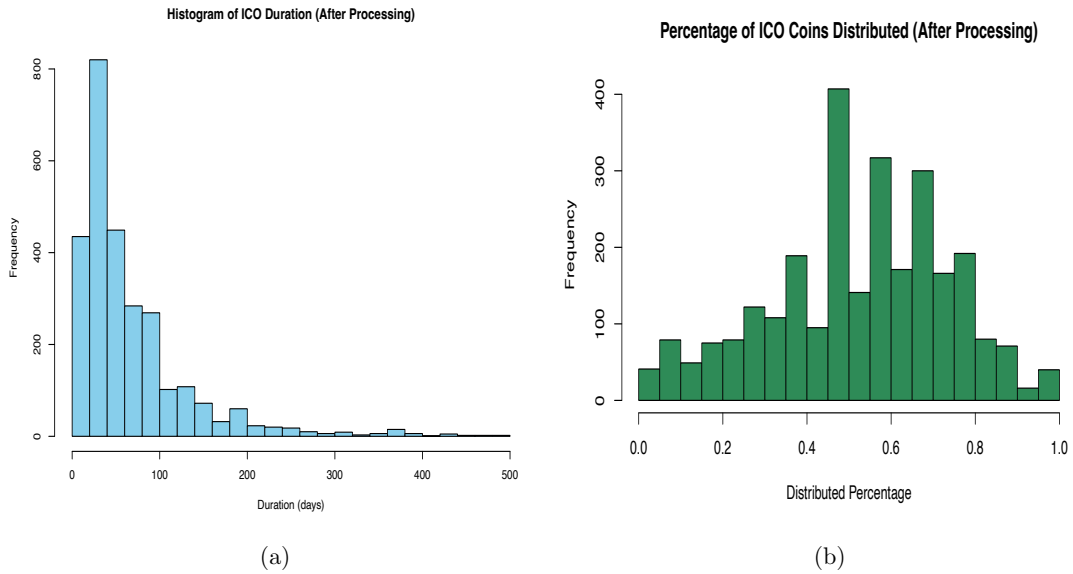 Histogram of ICO Duration (After Processing)
Frequency
0
200
400
600
800
0 100 200 300 400 500
Duration (days)
(a)
Percentage of ICO Coins Distributed (After Processing)
Frequency
0
100
200
300
400
0.0 0.2 0.4 0.6 0.8 1.0
Distributed Percentage
(b)